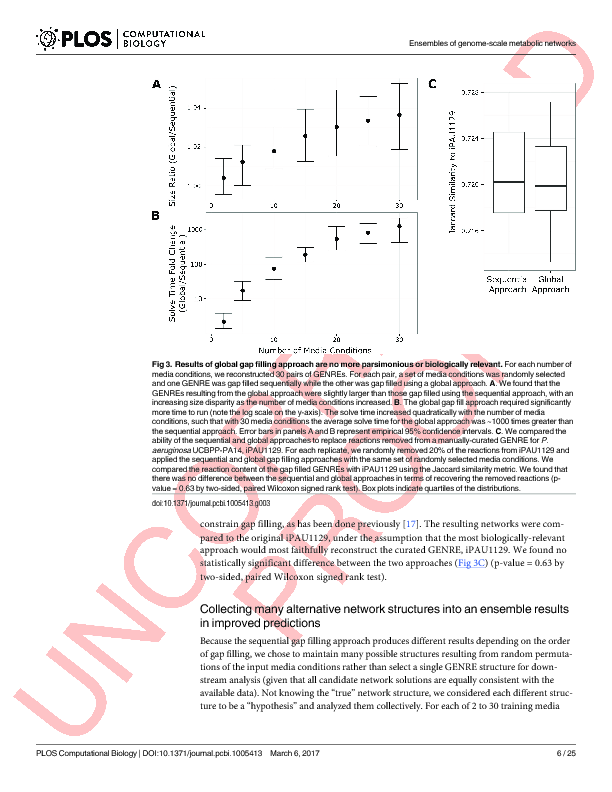 PLOS COMPUTATIONAL BIOLOGY
Ensembles of genome-scale metabolic networks
A
Size Ratio (Global/Sequential)
1.04
1.02
1.00
0 10 20 30
B
Solve Time Fold Change
(Global/Sequential)
1000
100
10
0 10 20 30
Number of Media Conditions
C
Jaccard Similarity to iPAU1129
0.728
0.724
0.720
0.716
Sequential Approach
Global Approach
Fig 3. Results of global gap filling approach are no more parsimonious or biologically relevant. For each number of
media conditions, we reconstructed 30 pairs of GENREs. For each pair, a set of media conditions was randomly selected
and one GENRE was gap filled sequentially while the other was gap filled using a global approach. A. We found that the
GENREs resulting from the global approach were slightly larger than those gap filled using the sequential approach, with an
increasing size disparity as the number of media conditions increased. B. The global gap fill approach required significantly
more time to run (note the log scale on the y-axis). The solve time increased quadratically with the number of media
conditions, such that with 30 media conditions the average solve time for the global approach was ~1000 times greater than
the sequential approach. Error bars in panels A and B represent empirical 95% confidence intervals. C. We compared the
ability of the sequential and global approaches to replace reactions removed from a manually-curated GENRE for P.
aeruginosa UCBPP-PA14, iPAU1129. For each replicate, we randomly removed 20% of the reactions from iPAU1129 and
applied the sequential and global gap filling approaches with the same set of randomly selected media conditions. We
compared the reaction content of the gap filled GENREs with iPAU1129 using the Jaccard similarity metric. We found that
there was no difference between the sequential and global approaches in terms of recovering the removed reactions (p-
value = 0.63 by two-sided, paired Wilcoxon signed rank test). Box plots indicate quartiles of the distributions.
doi:10.1371/journal.pcbi.1005413.g003
constrain gap filling, as has been done previously [17]. The resulting networks were com-
pared to the original iPAU1129, under the assumption that the most biologically-relevant
approach would most faithfully reconstruct the curated GENRE, iPAU1129. We found no
statistically significant difference between the two approaches (Fig 3C) (p-value = 0.63 by
two-sided, paired Wilcoxon signed rank test).
Collecting many alternative network structures into an ensemble results
in improved predictions
Because the sequential gap filling approach produces different results depending on the order
of gap filling, we chose to maintain many possible structures resulting from random permuta-
tions of the input media conditions rather than select a single GENRE structure for down-
stream analysis (given that all candidate network solutions are equally consistent with the
available data). Not knowing the "true" network structure, we considered each different struc-
ture to be a "hypothesis" and analyzed them collectively. For each of 2 to 30 training media
PLOS Computational Biology | DOI:10.1371/journal.pcbi.1005413 March 6, 2017
6 / 25